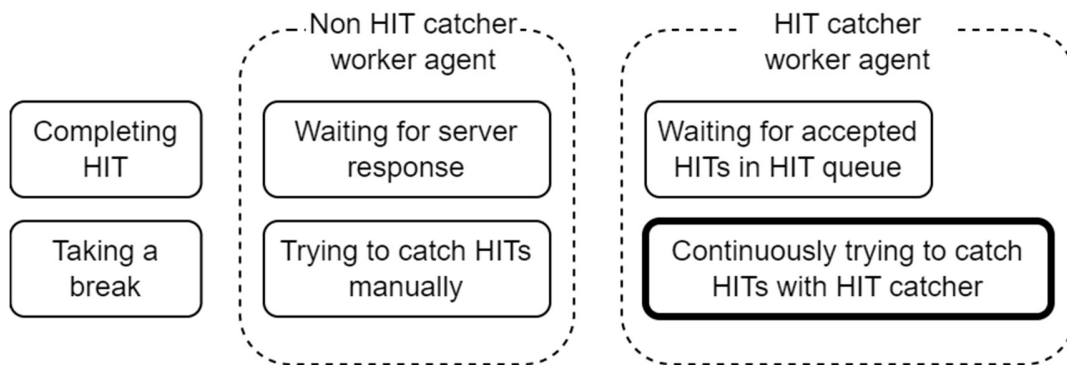 Non HIT catcher
worker agent
HIT catcher
worker agent
Completing
HIT
Waiting for server
response
Waiting for accepted
HITs in HIT queue
Taking a
break
Trying to catch HITs
manually
Continuously trying to catch
HITs with HIT catcher